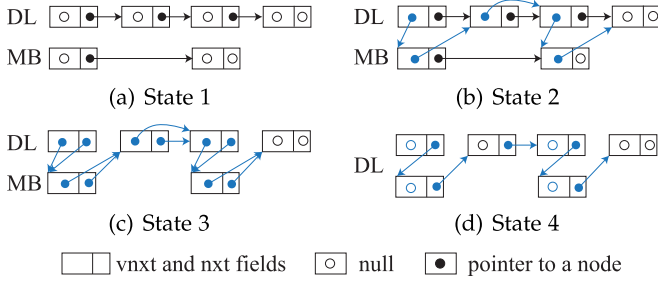 DL DL
MB MB
(a) State 1 (b) State 2
DL
MB DL
(c) State 3 (d) State 4
vnxt and nxt fields null pointer to a node